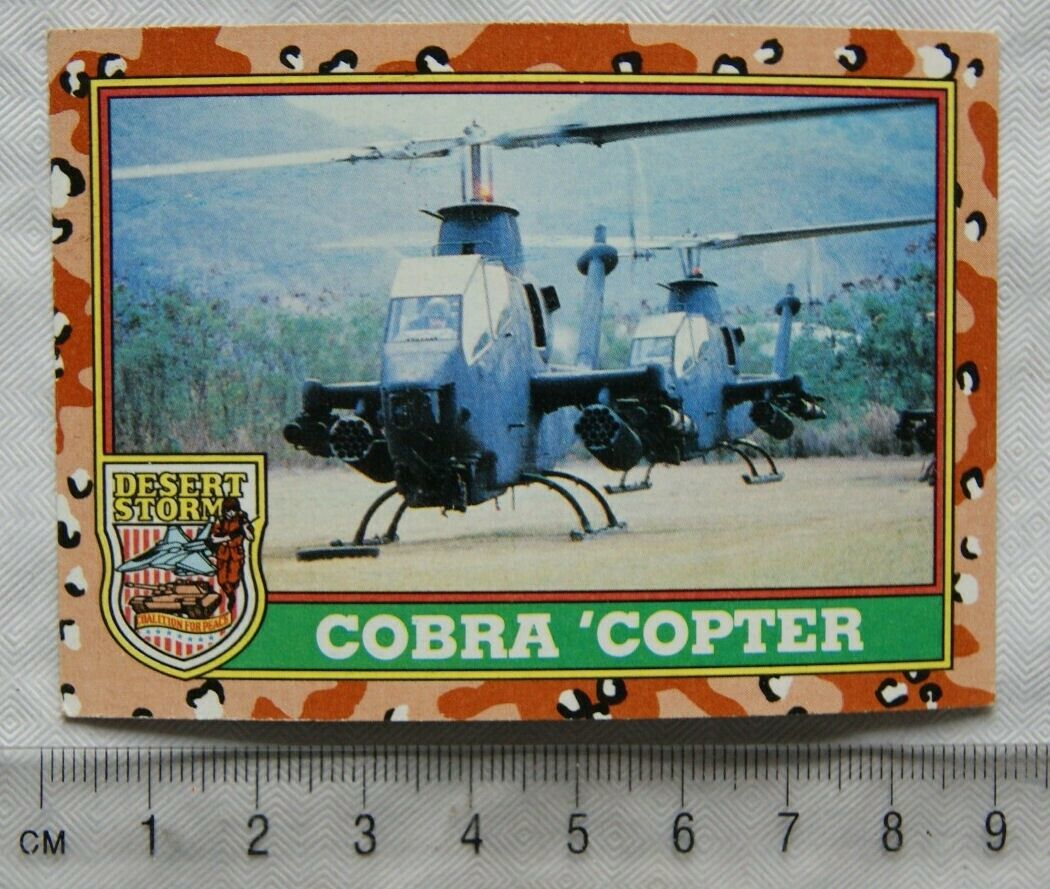 DESERT
STORM
COALITION FOR PEACE
COBRA 'COPTER
CM 1 2 3 4 5 6 7 8 9